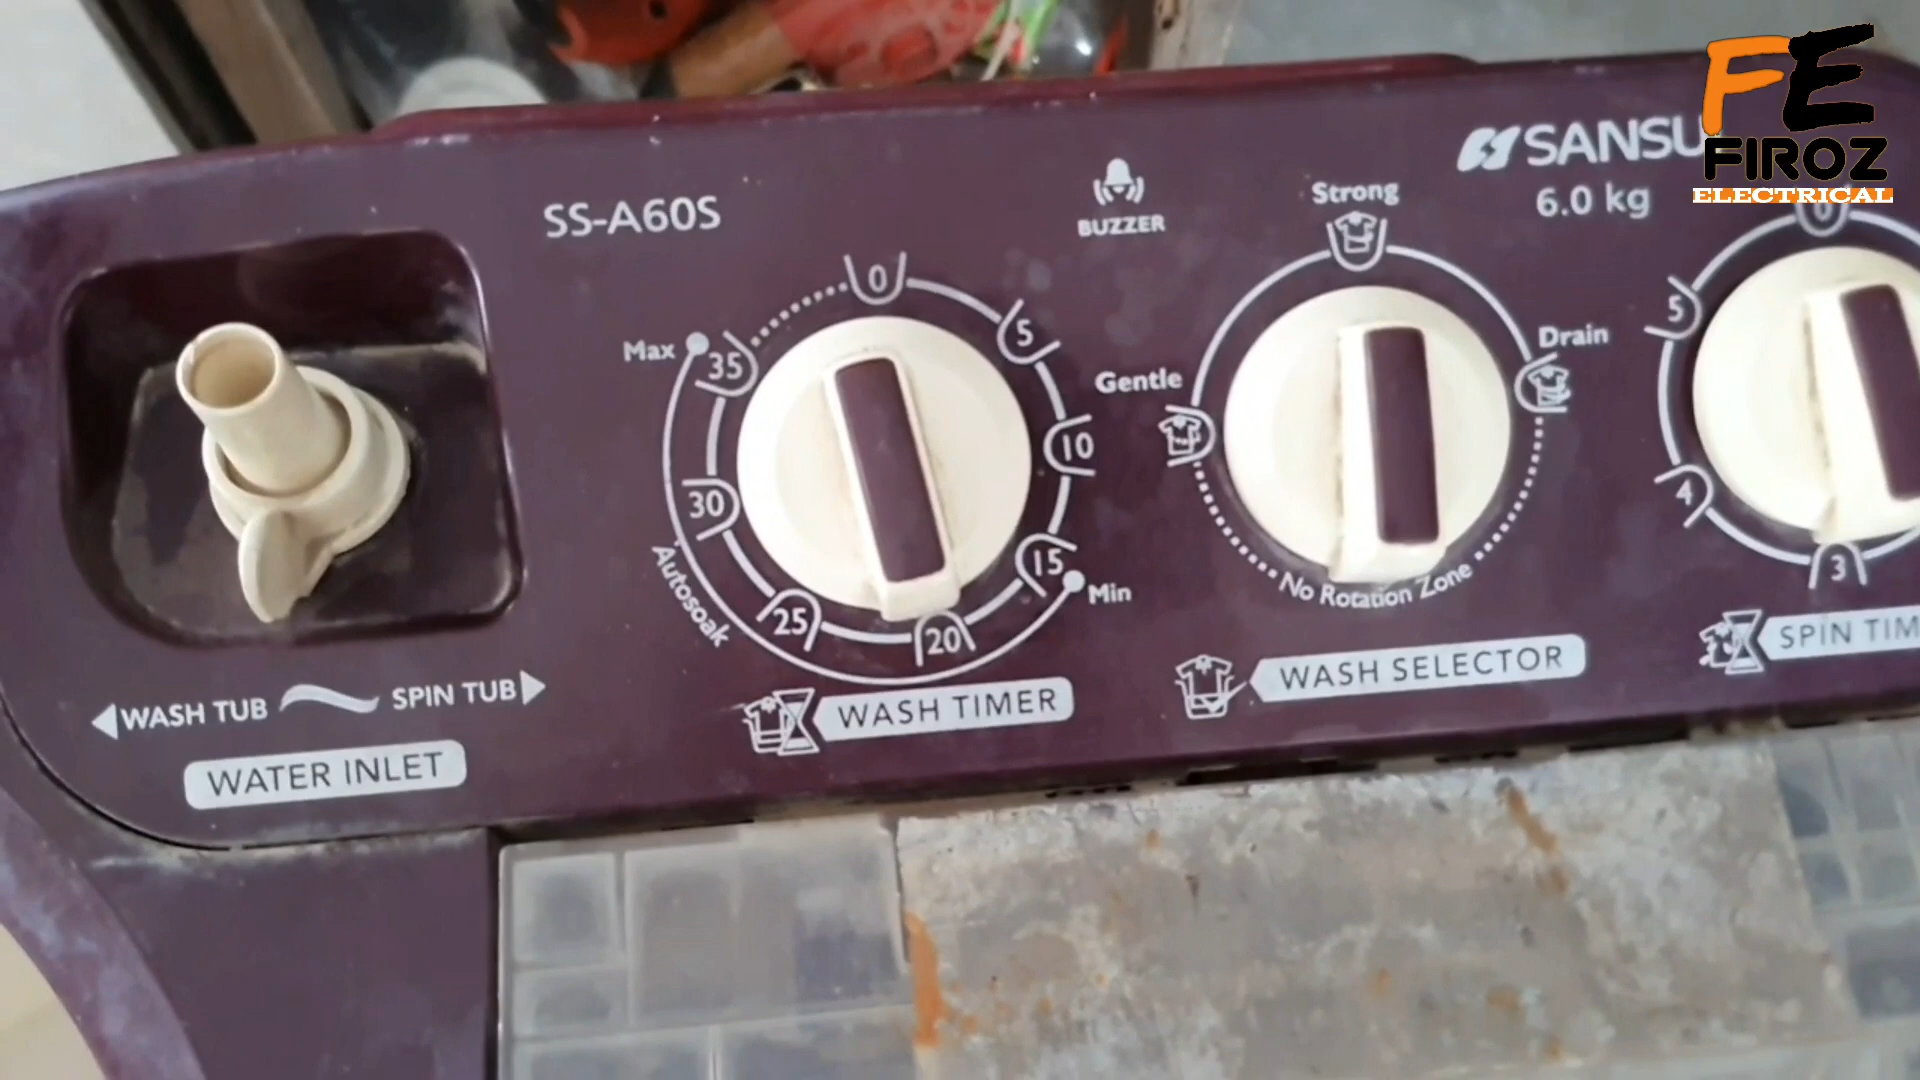 FE
FIROZ
ELECTRICAL
SANSU
6.0 kg
SS-A60S
BUZZER
Strong
Gentle
Drain
No Rotation Zone
WASH SELECTOR
0
5
10
15
20
25
30
35
Max
Min
Autosoak
WASH TIMER
0
5
4
3
SPIN TIM
WASH TUB SPIN TUB
WATER INLET